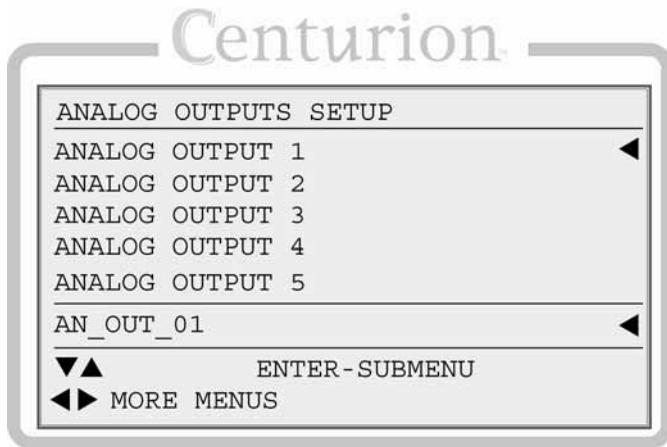 Centurion
ANALOG OUTPUTS SETUP
ANALOG OUTPUT 1
ANALOG OUTPUT 2
ANALOG OUTPUT 3
ANALOG OUTPUT 4
ANALOG OUTPUT 5
AN_OUT_01
ENTER-SUBMENU
MORE MENUS